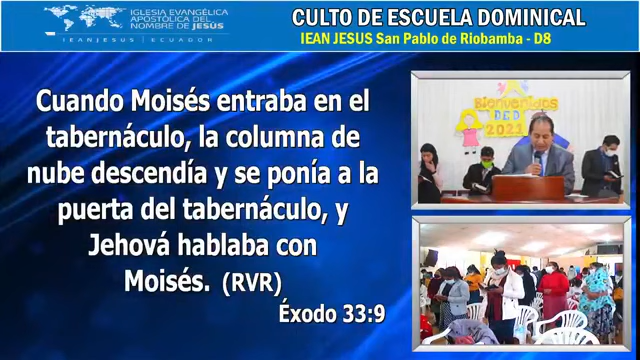 IGLESIA EVANGÉLICA
APOSTÓLICA DEL
NOMBRE DE JESÚS
IEANJESUS | ECUADOR
CULTO DE ESCUELA DOMINICAL
IEAN JESUS San Pablo de Riobamba - D8
Cuando Moisés entraba en el
tabernáculo, la columna de
nube descendía y se ponía a la
puerta del tabernáculo, y
Jehová hablaba con
Moisés. (RVR)
Éxodo 33:9
Bienvenidos
DED
2021